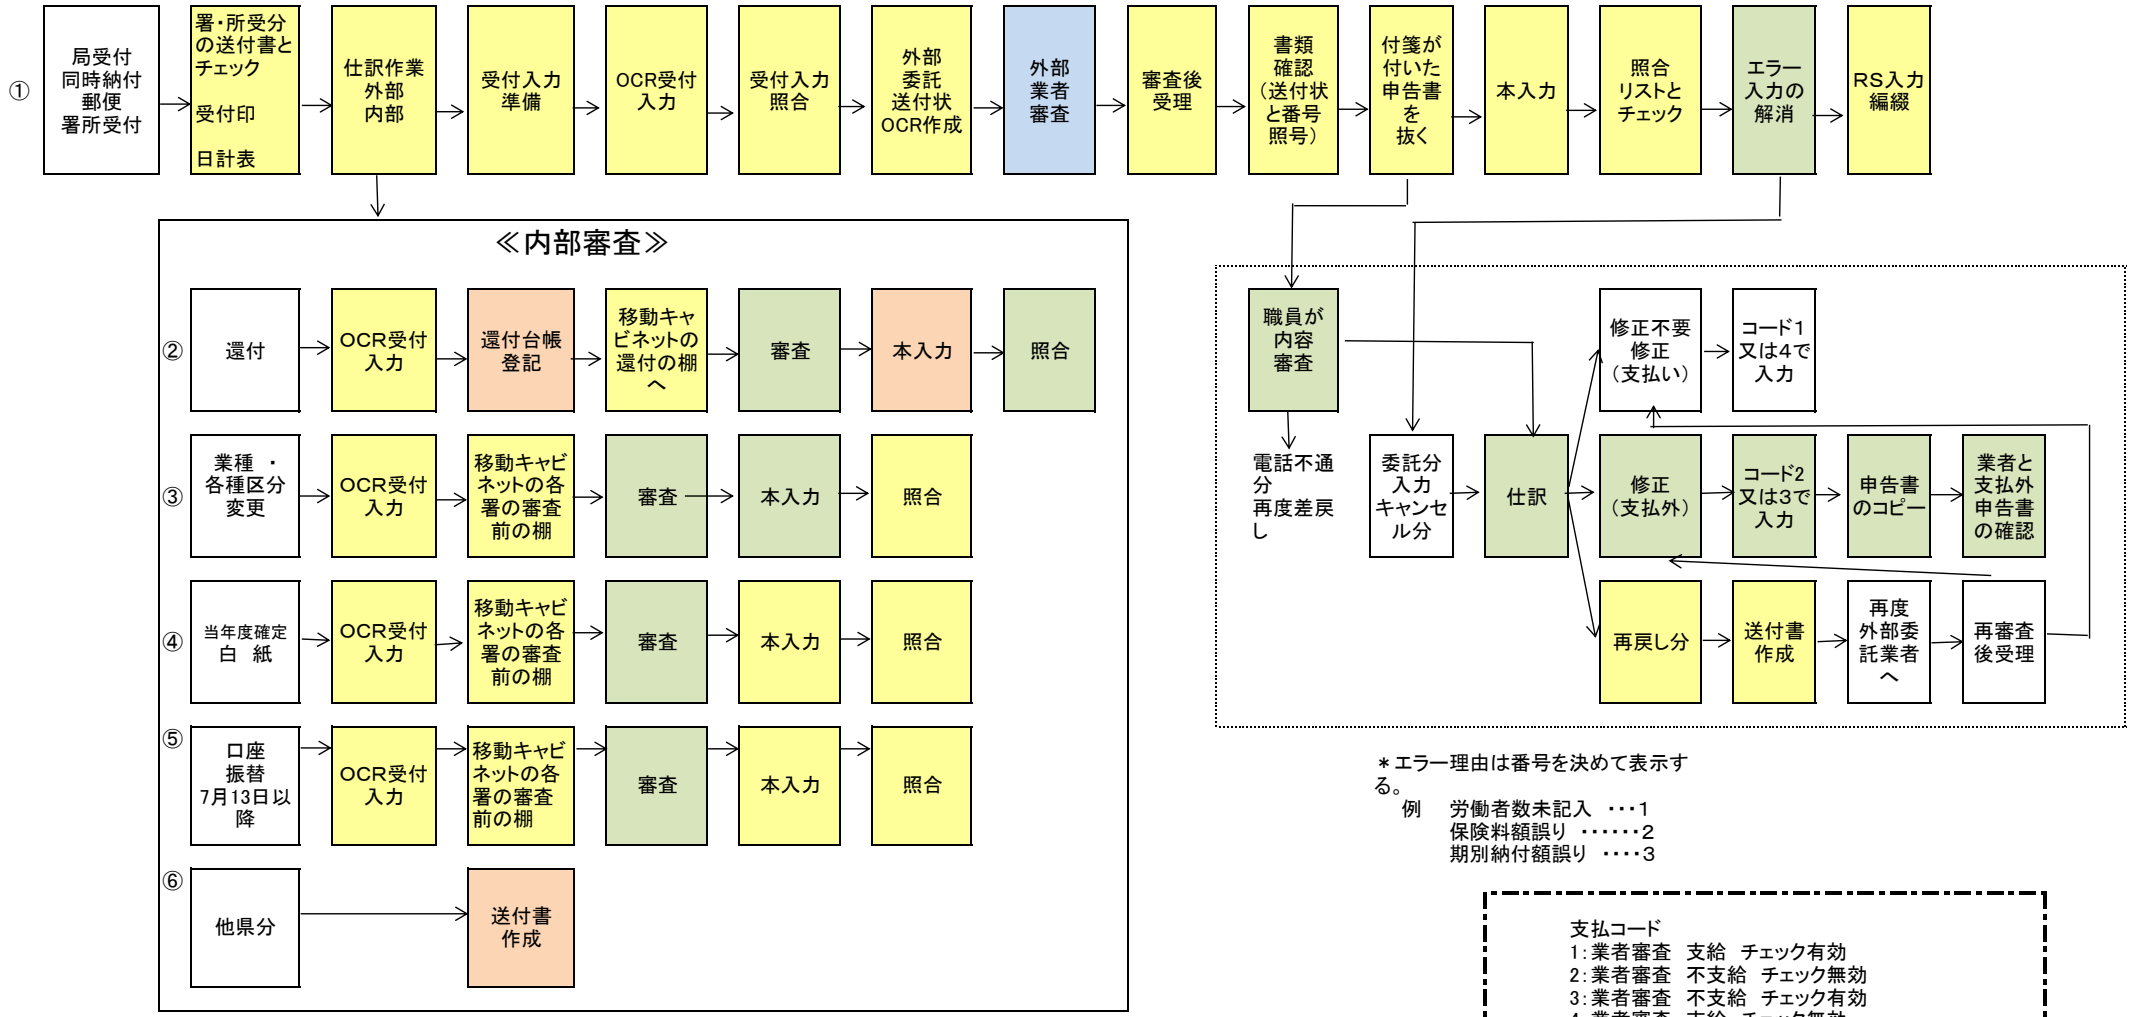 ①
局受付
同時納付
郵便
署所受付
署・所受分
の送付書と
チェック
受付印
日計表
仕訳作業
外部
内部
受付入力
準備
OCR受付
入力
受付入力
照合
外部
委託
送付状
OCR作成
外部
業者
審査
審査後
受理
書類
確認
（送付状
と番号
照号）
付箋が
付いた
申告書
を
抜く
本入力
照合
リストと
チェック
エラー
入力の
解消
ＲＳ入力
編綴
≪内部審査≫
②
還付
ＯＣＲ受付
入力
還付台帳
登記
移動キャ
ビネットの
還付の棚
へ
審査
本入力
照合
③
業種　・
各種区分
変更
ＯＣＲ受付
入力
移動キャビ
ネットの各
署の審査
前の棚
審査
本入力
照合
④
当年度確定
白　紙
ＯＣＲ受付
入力
移動キャビ
ネットの各
署の審査
前の棚
審査
本入力
照合
⑤
口座
振替
7月13日以
降
ＯＣＲ受付
入力
移動キャビ
ネットの各
署の審査
前の棚
審査
本入力
照合
⑥
他県分
送付書
作成
職員が
内容
審査
修正不要
修正
（支払い）
コード１
又は４で
入力
電話不通
分
再度差戻
し
委託分
入力
キャンセ
ル分
仕訳
修正
（支払外）
コード2
又は３で
入力
申告書
のコピー
業者と
支払外
申告書
の確認
再戻し分
送付書
作成
再度
外部委
託業者
へ
再審査
後受理
＊エラー理由は番号を決めて表示す
る。
例　労働者数未記入　・・・１
保険料額誤り　・・・・・・２
期別納付額誤り　・・・・３
支払コード
１：業者審査　支給　チェック有効
２：業者審査　不支給　チェック無効
３：業者審査　不支給　チェック有効
４：業者審査　支給　チェック無効